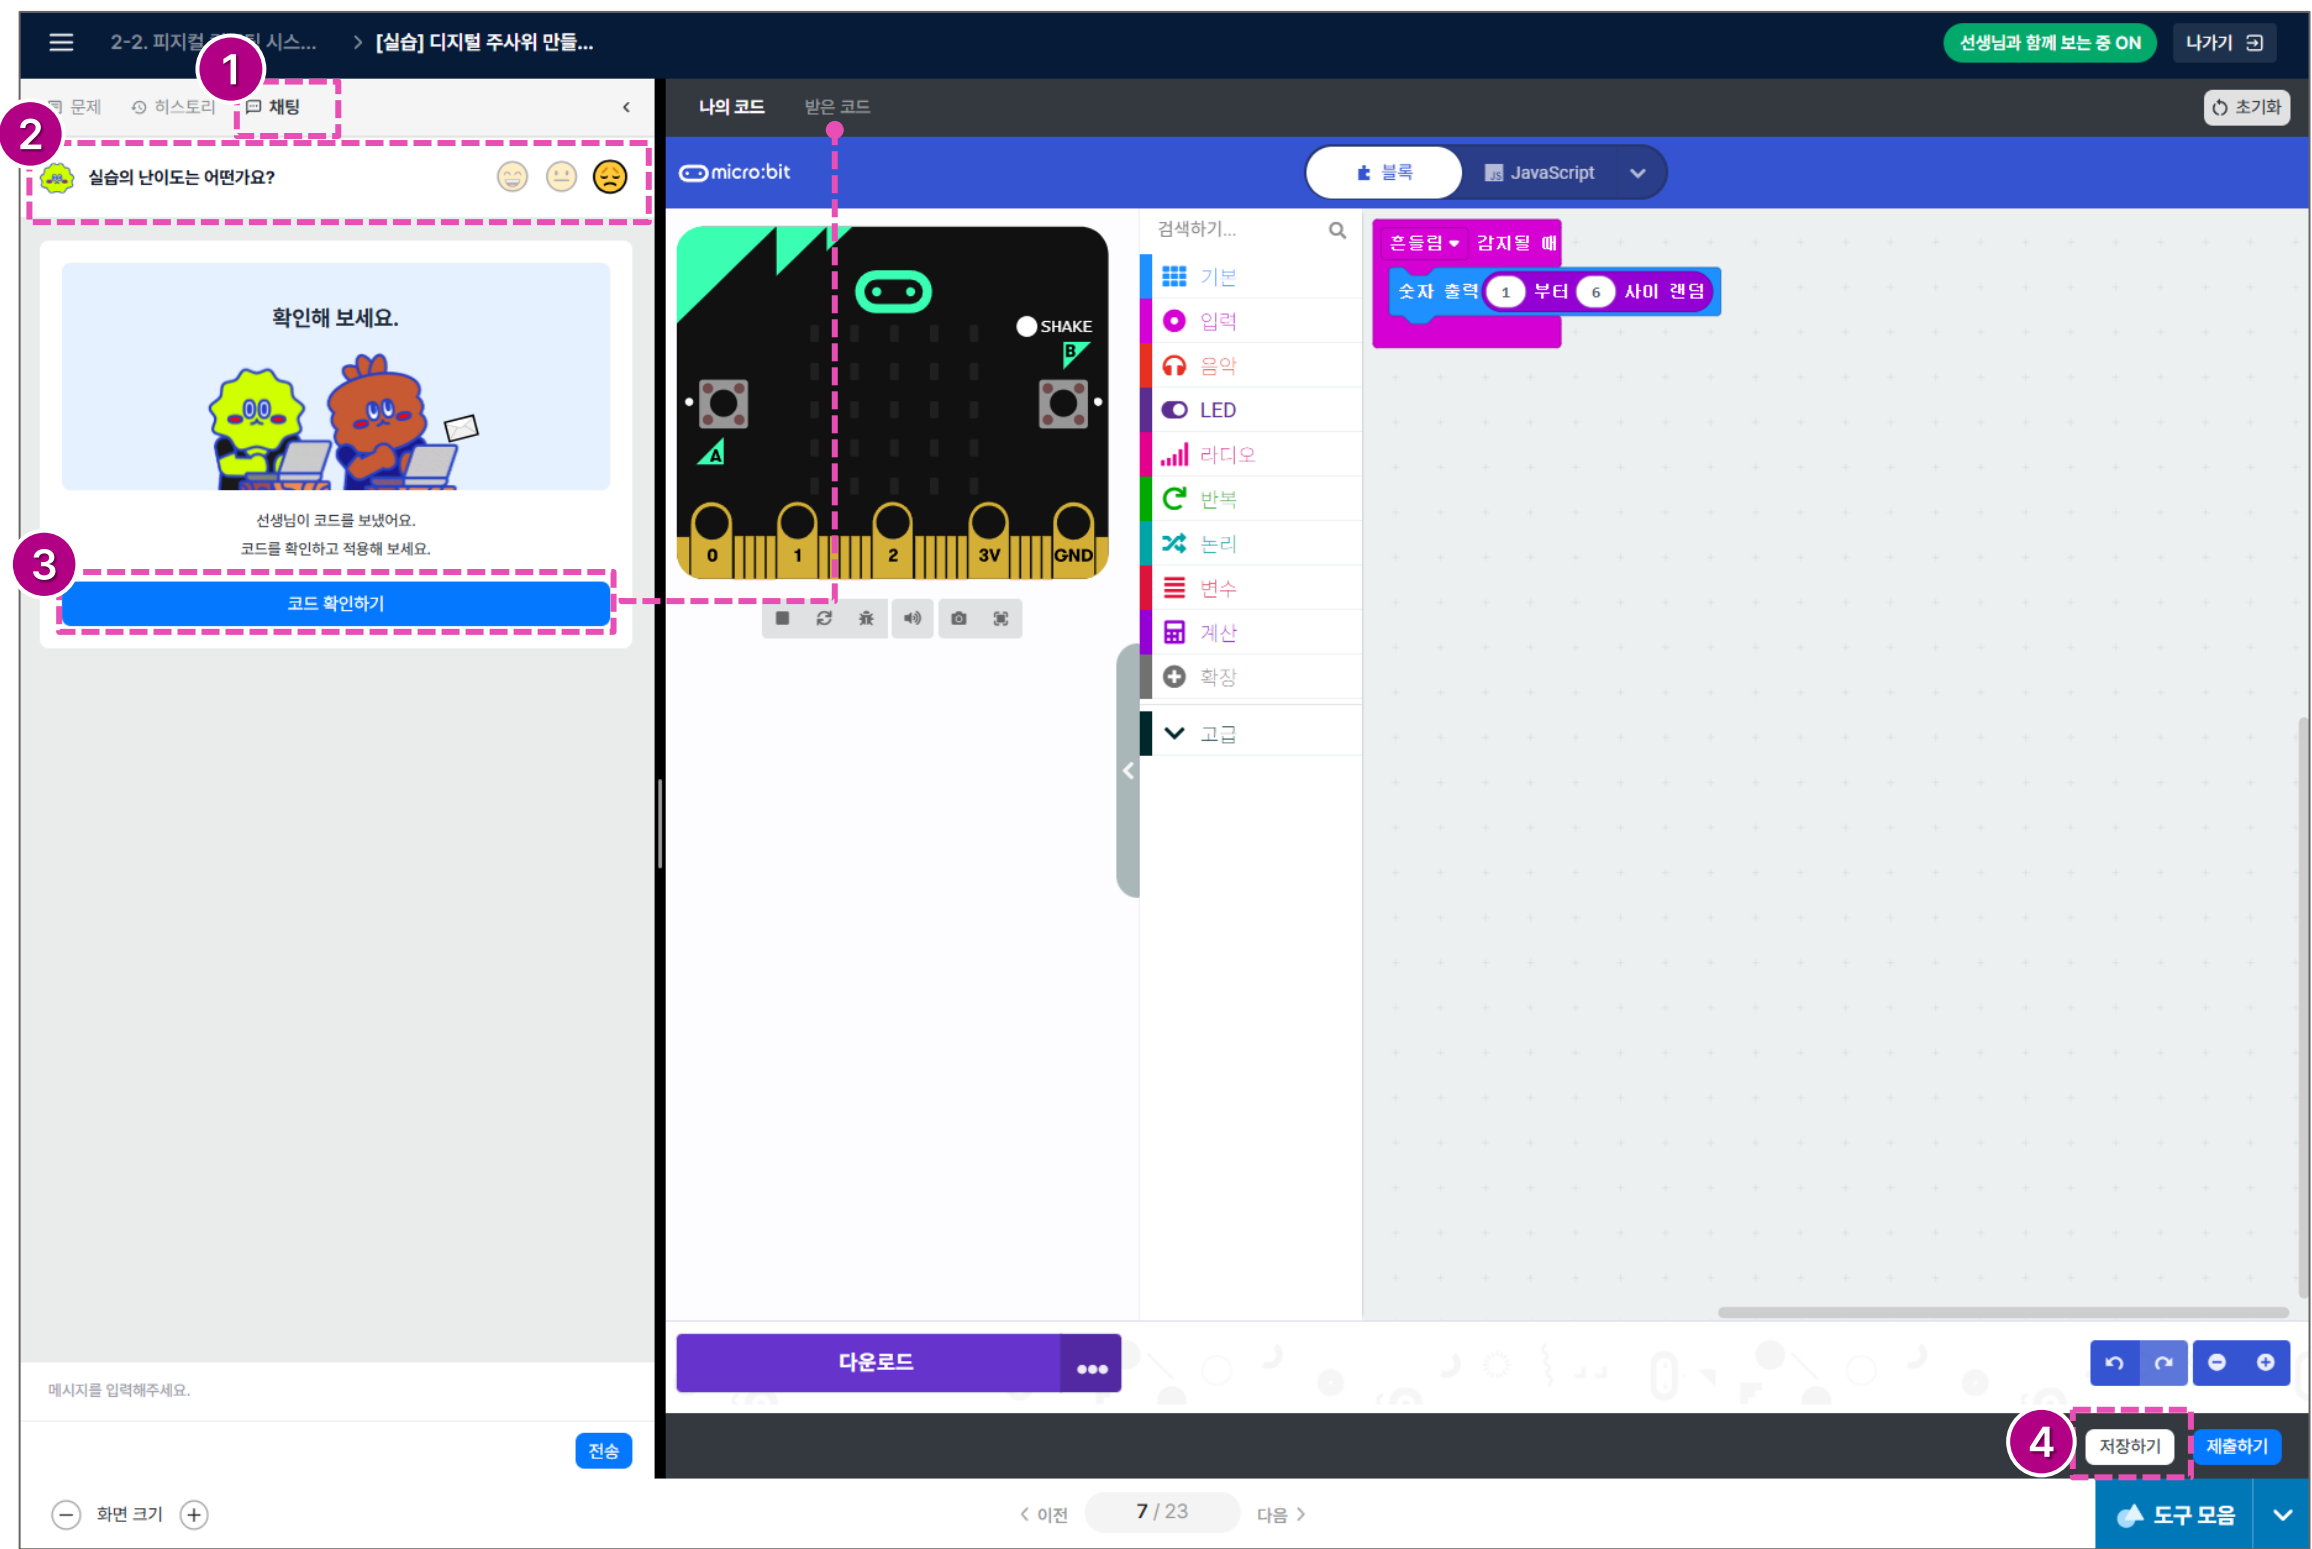 2-2. 피지컬
시스...
[실습] 디지털 주사위 만들...
선생님과 함께 보는 중 ON
나가기
1
문제
히스토리
채팅
2
실습의 난이도는 어떤가요?
확인해 보세요.
선생님이 코드를 보냈어요.
코드를 확인하고 적용해 보세요.
3
코드 확인하기
메시지를 입력해주세요.
전송
나의 코드
받은 코드
초기화
micro:bit
블록
JS JavaScript
SHAKE
B
A
0 1 2 3V GND
검색하기...
기본
입력
음악
LED
라디오
반복
논리
변수
계산
확장
고급
흔들림 감지될 때
숫자 출력 1 부터 6 사이 랜덤
다운로드
4
저장하기
제출하기
화면 크기
이전
7 / 23
다음
도구 모음